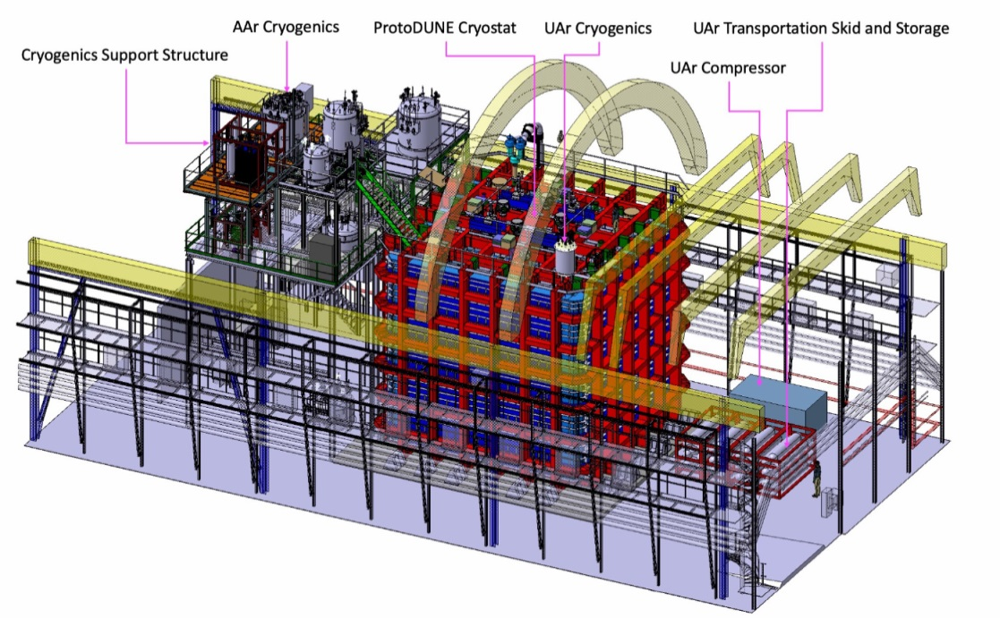 AAr Cryogenics
ProtoDUNE Cryostat
UAr Cryogenics
UAr Transportation Skid and Storage
Cryogenics Support Structure
UAr Compressor